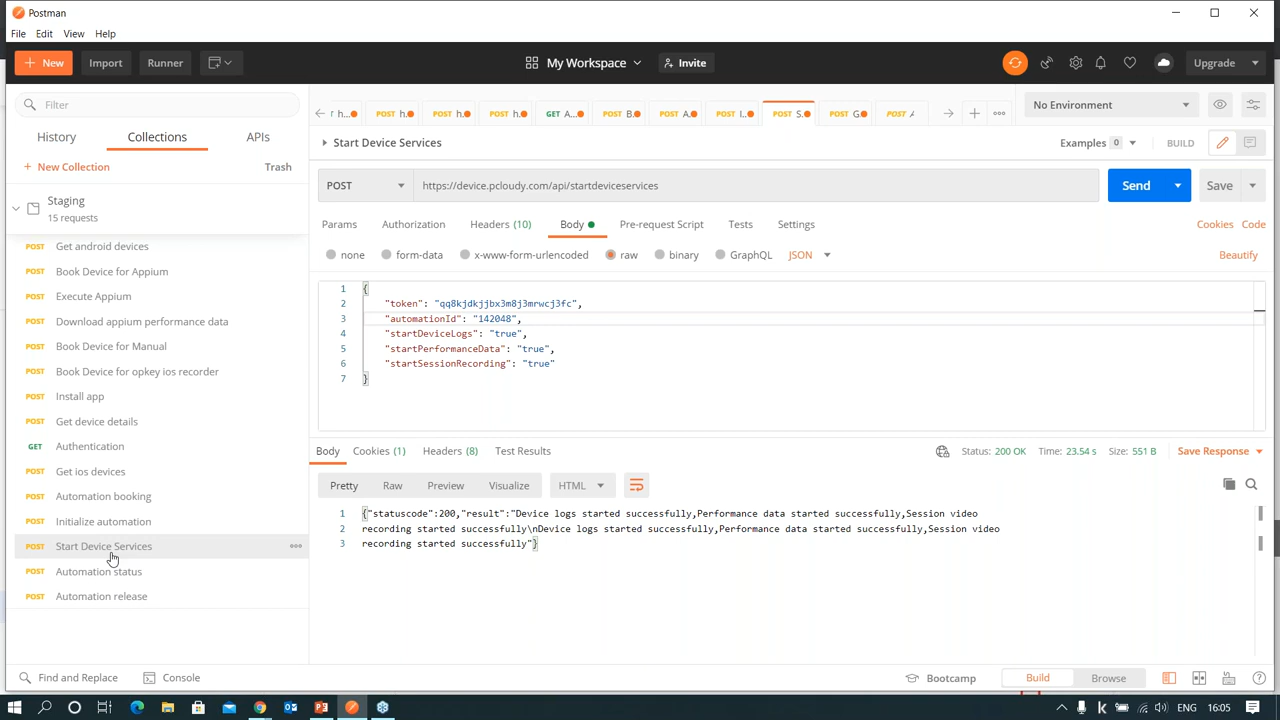 Postman
File Edit View Help
New Import Runner
My Workspace Invite Upgrade
Filter
h... POST h. POST h. POST h. GET A... POST B. POST A. POST I. POST S. POST G POST A
No Environment
History Collections APIs
Start Device Services
Examples 0 BUILD
+ New Collection Trash
Staging
15 requests
POST https://device.pcloudy.com/api/startdeviceservices Send Save
Params Authorization Headers (10) Body Pre-request Script Tests Settings Cookies Code
none form-data x-www-form-urlencoded raw binary GraphQL JSON Beautify
POST Get android devices
POST Book Device for Appium
POST Execute Appium
POST Download appium performance data
POST Book Device for Manual
POST Book Device for opkey ios recorder
POST Install app
POST Get device details
GET Authentication
POST Get ios devices
POST Automation booking
POST Initialize automation
POST Start Device Services
POST Automation status
POST Automation release
1 {
2 "token": "qq8kjdkjjbx3m8j3mrwcj3fc",
3 "automationId": "142048",
4 "startDeviceLogs": "true",
5 "startPerformanceData": "true",
6 "startSessionRecording": "true"
7 }
Body Cookies (1) Headers (8) Test Results Status: 200 OK Time: 23.54 s Size: 551 B Save Response
Pretty Raw Preview Visualize HTML
1 {"statuscode":200,"result":"Device logs started successfully,Performance data started successfully,Session video
2 recording started successfully\nDevice logs started successfully,Performance data started successfully,Session video
3 recording started successfully"}
Find and Replace Console Bootcamp Build Browse
ENG 16:05